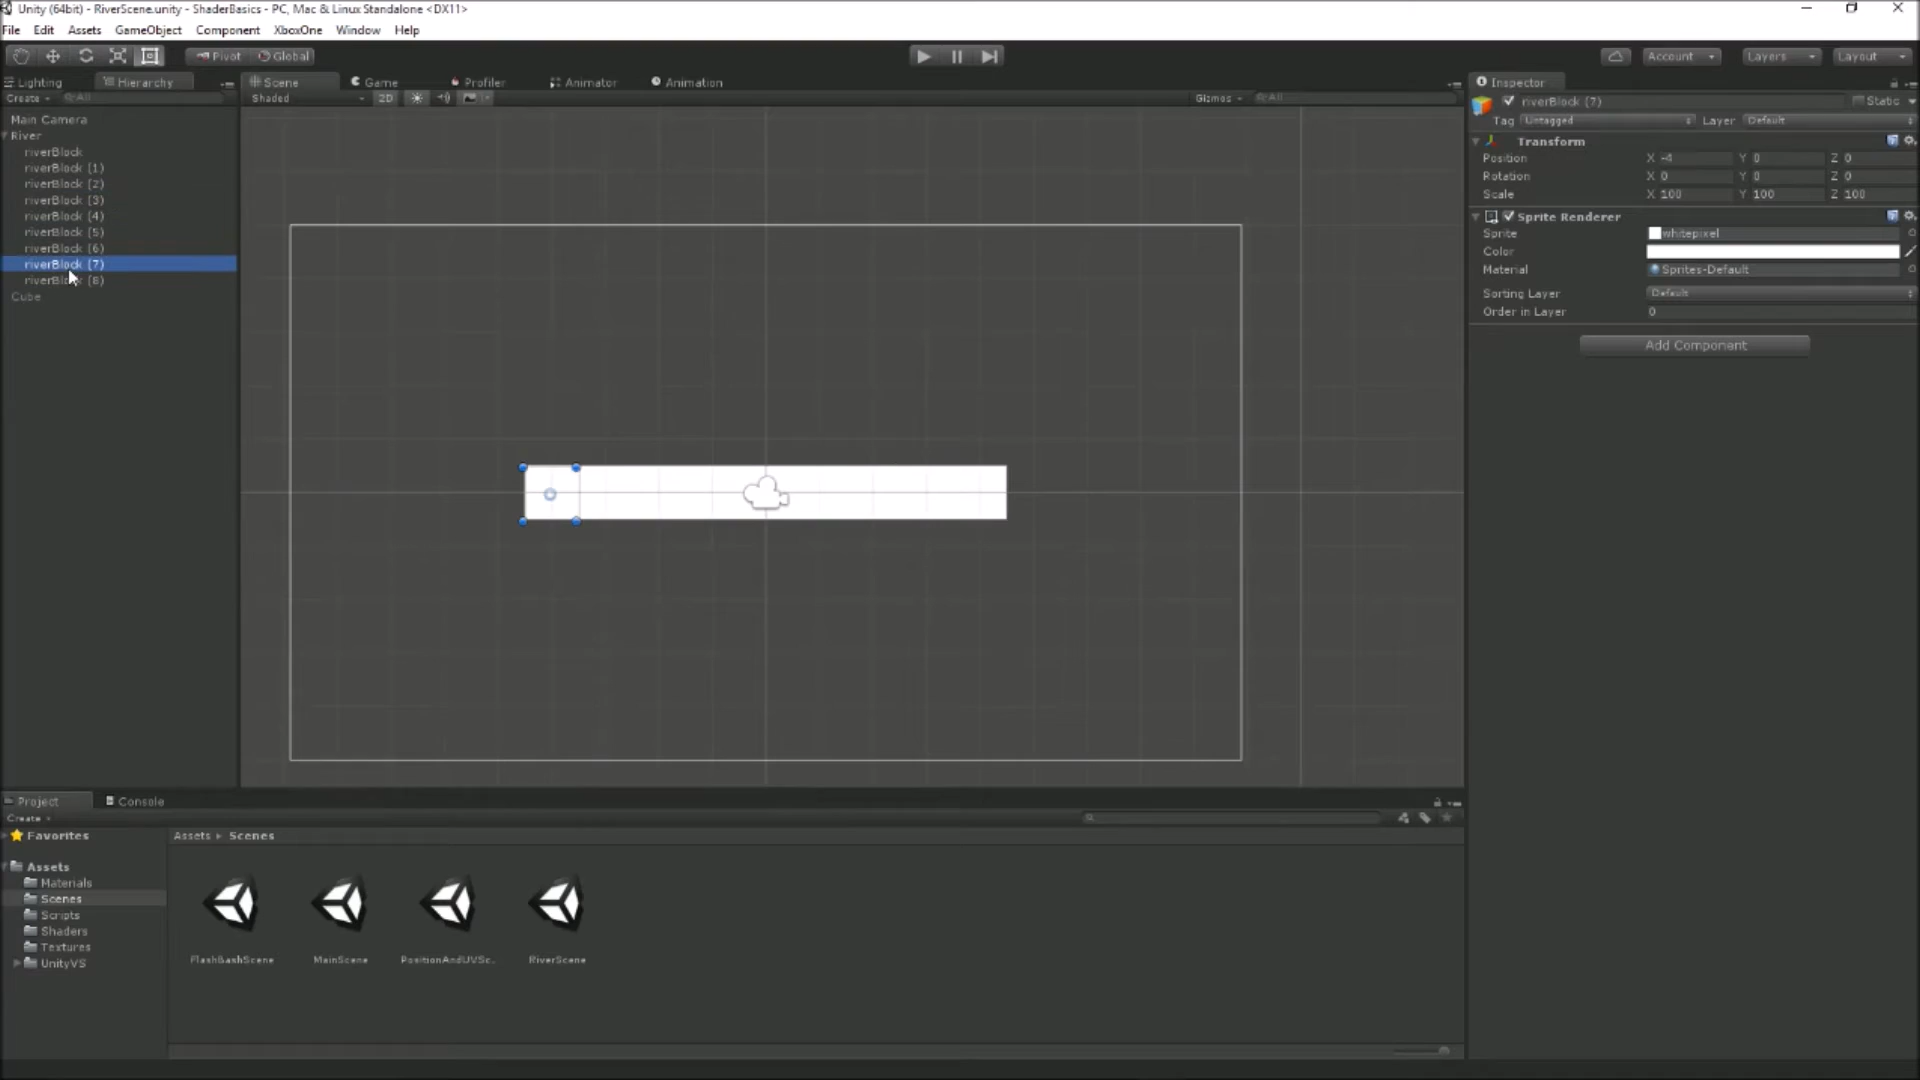 Unity (64bit) - RiverScene.unity - ShaderBasics - PC, Mac & Linux Standalone <DX11>
File Edit Assets GameObject Component XboxOne Window Help
Pivot Global Account Layers Layout
Lighting Hierarchy Scene Game Profiler Animator Animation Inspector
Create All Shaded 2D Gizmos All
riverBlock (7) Static
Tag Untagged Layer Default
Main Camera
River
riverBlock
riverBlock (1)
riverBlock (2)
riverBlock (3)
riverBlock (4)
riverBlock (5)
riverBlock (6)
riverBlock (7)
riverBlock (8)
Cube
Transform
Position X -4 Y 0 Z 0
Rotation X 0 Y 0 Z 0
Scale X 100 Y 100 Z 100
Sprite Renderer
Sprite whitepixel
Color
Material Sprites-Default
Sorting Layer Default
Order in Layer 0
Add Component
Project Console
Create
Favorites
Assets
Materials
Scenes
Scripts
Shaders
Textures
UnityVS
Assets Scenes
FlashBashScene MainScene PositionAndUVSc... RiverScene